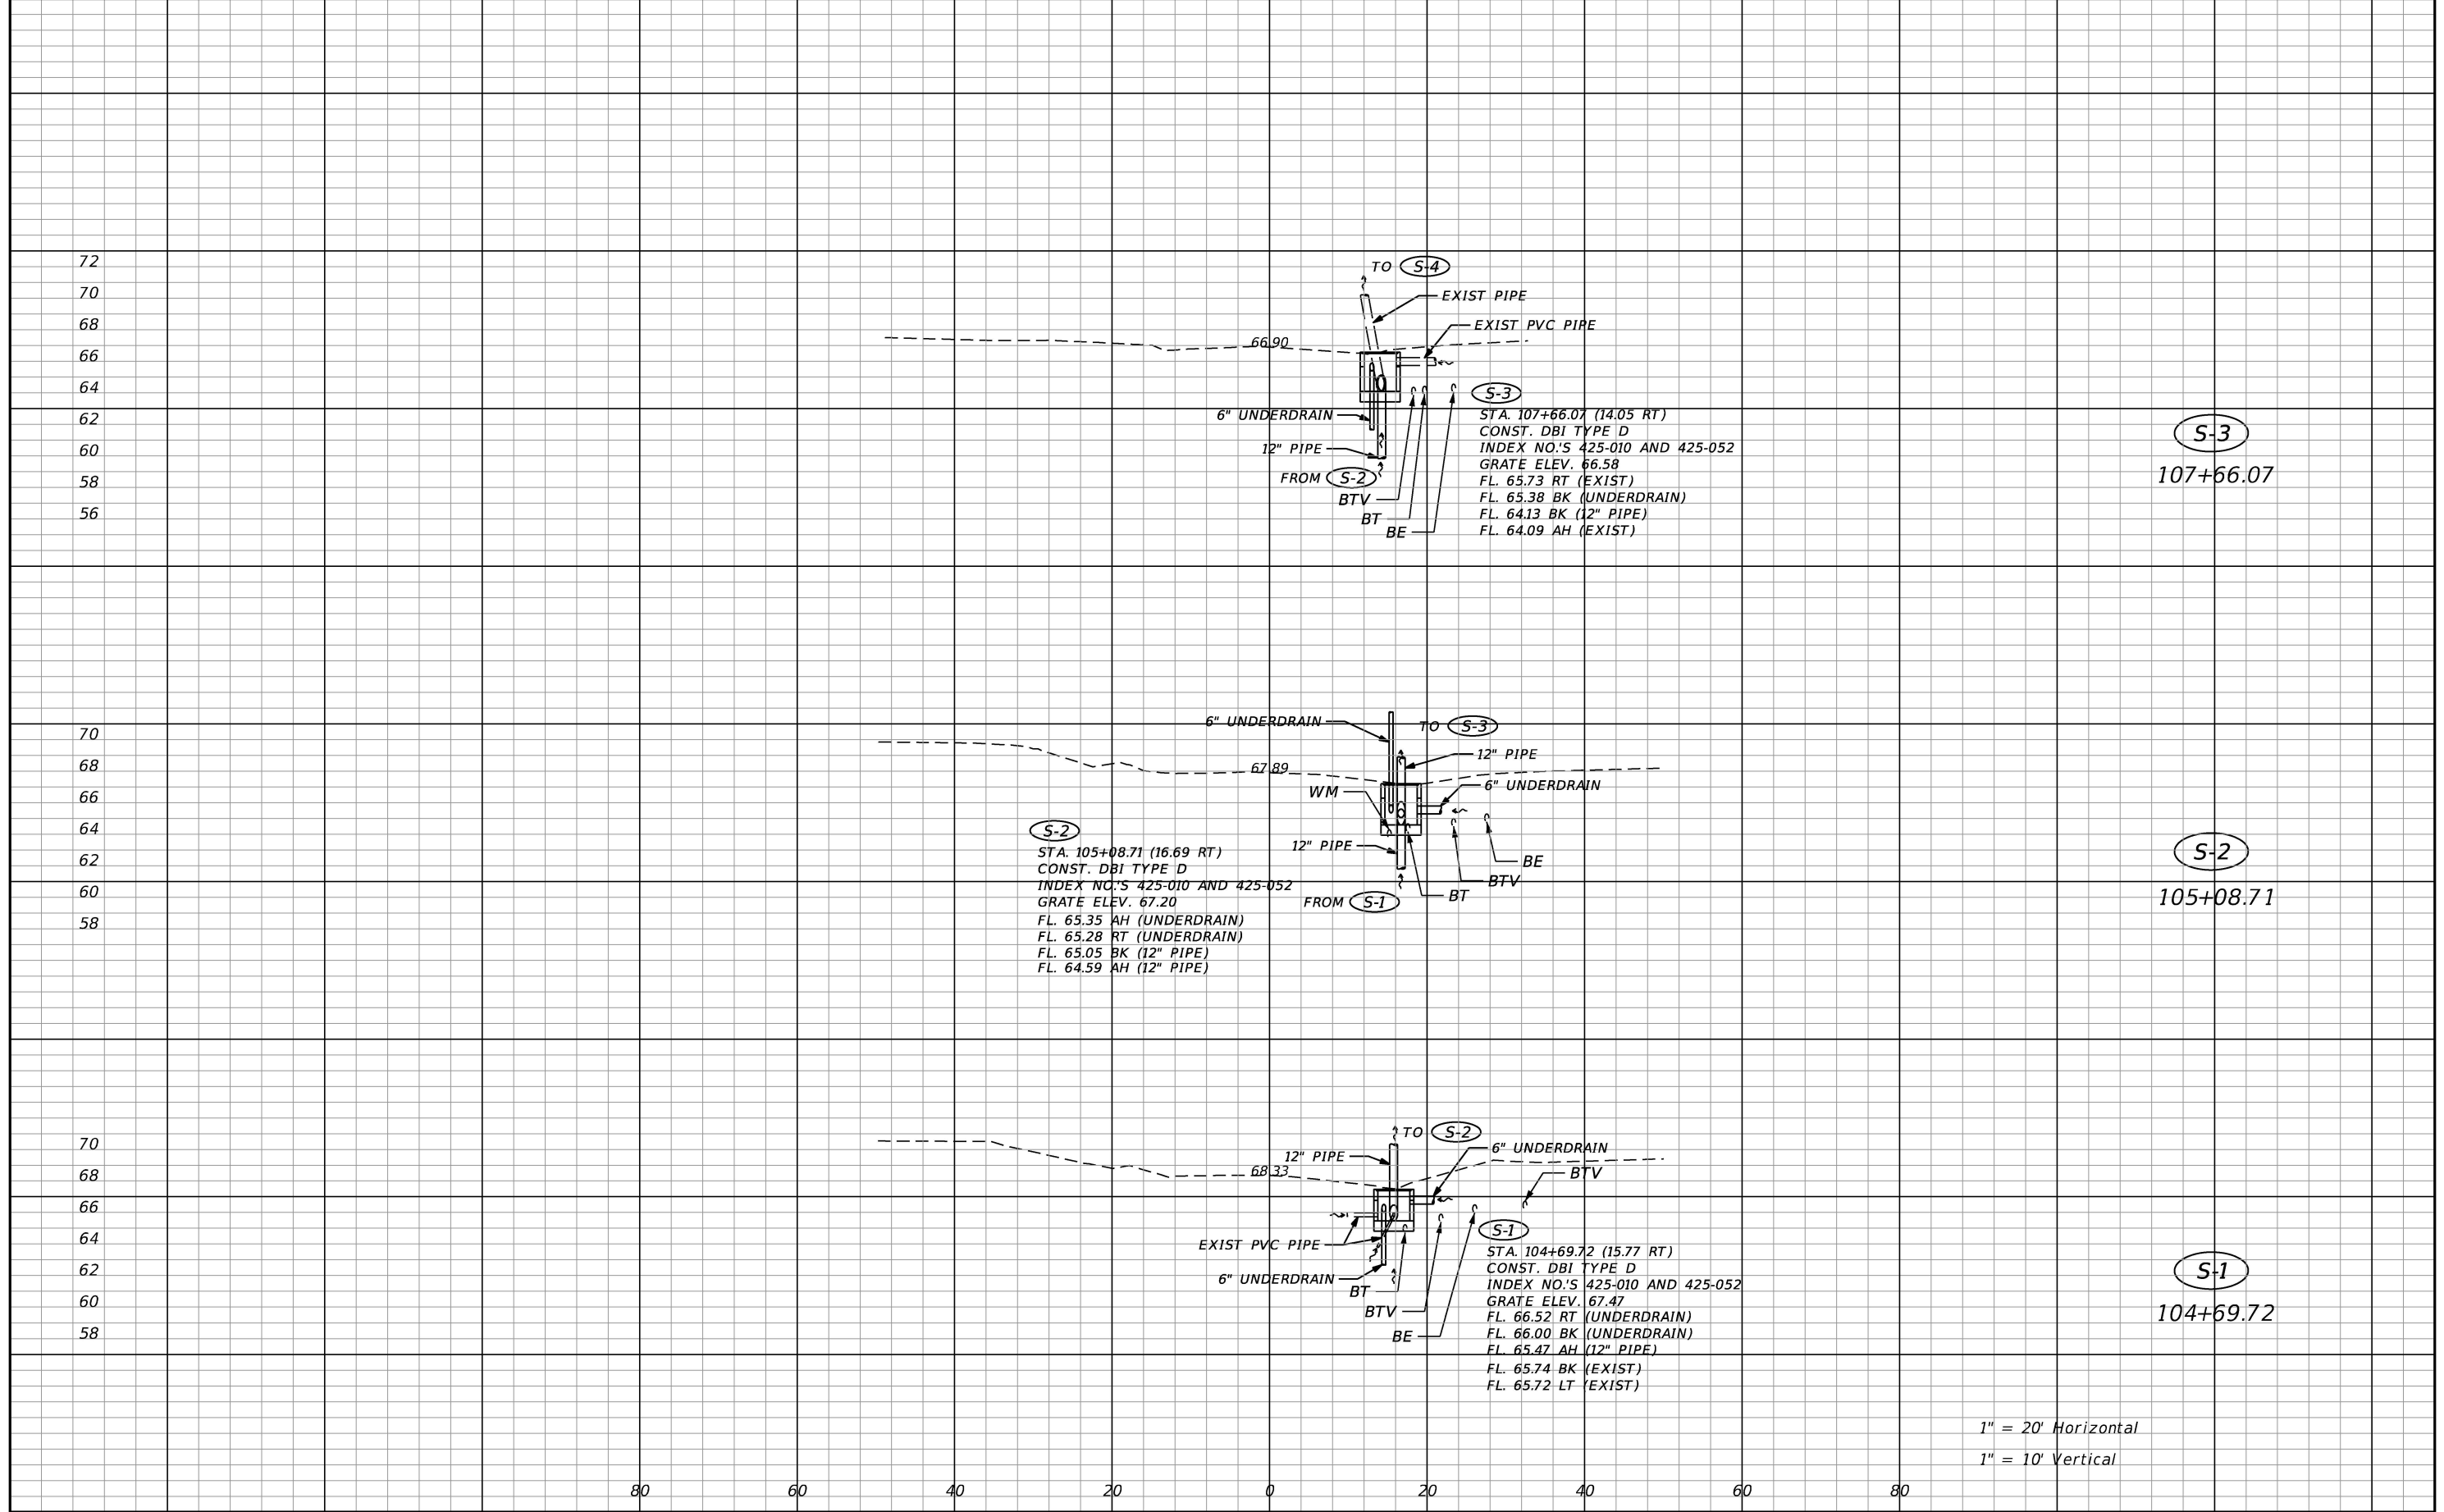 72
70
68
66
64
62
60
58
56
TO S-4
EXIST PIPE
EXIST PVC PIPE
66.90
6" UNDERDRAIN
12" PIPE
FROM S-2
BTV
BT
BE
S-3
STA. 107+66.07 (14.05 RT)
CONST. DBI TYPE D
INDEX NO.'S 425-010 AND 425-052
GRATE ELEV. 66.58
FL. 65.73 RT (EXIST)
FL. 65.38 BK (UNDERDRAIN)
FL. 64.13 BK (12" PIPE)
FL. 64.09 AH (EXIST)
S-3
107+66.07
70
68
66
64
62
60
58
6" UNDERDRAIN
TO S-3
12" PIPE
67.89
6" UNDERDRAIN
WM
12" PIPE
BE
BTV
BT
FROM S-1
S-2
STA. 105+08.71 (16.69 RT)
CONST. DBI TYPE D
INDEX NO.'S 425-010 AND 425-052
GRATE ELEV. 67.20
FL. 65.35 AH (UNDERDRAIN)
FL. 65.28 RT (UNDERDRAIN)
FL. 65.05 BK (12" PIPE)
FL. 64.59 AH (12" PIPE)
S-2
105+08.71
70
68
66
64
62
60
58
TO S-2
12" PIPE
6" UNDERDRAIN
68.33
BTV
EXIST PVC PIPE
6" UNDERDRAIN
BT
BTV
BE
S-1
STA. 104+69.72 (15.77 RT)
CONST. DBI TYPE D
INDEX NO.'S 425-010 AND 425-052
GRATE ELEV. 67.47
FL. 66.52 RT (UNDERDRAIN)
FL. 66.00 BK (UNDERDRAIN)
FL. 65.47 AH (12" PIPE)
FL. 65.74 BK (EXIST)
FL. 65.72 LT (EXIST)
S-1
104+69.72
1" = 20' Horizontal
1" = 10' Vertical
80 60 40 20 0 20 40 60 80